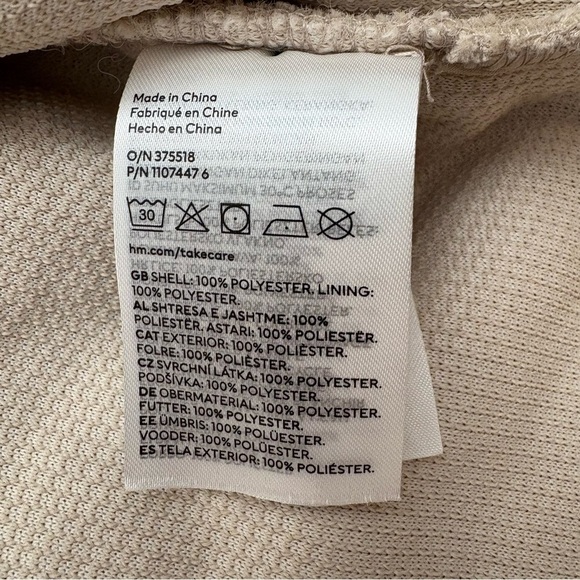 Made in China
Fabriqué en Chine
Hecho en China
O/N 375518
P/N 1107447 6
30
hm.com/takecare
GB SHELL: 100% POLYESTER. LINING:
100% POLYESTER.
AL SHTRESA E JASHTME: 100%
POLIESTËR. ASTARI: 100% POLIESTËR.
CAT EXTERIOR: 100% POLIÈSTER.
FOLRE: 100% POLIÈSTER.
CZ SVRCHNÍ LÁTKA: 100% POLYESTER.
PODŠÍVKA: 100% POLYESTER.
DE OBERMATERIAL: 100% POLYESTER.
FUTTER: 100% POLYESTER.
EE ÜMBRIS: 100% POLÜESTER.
VOODER: 100% POLÜESTER.
ES TELA EXTERIOR: 100% POLIÉSTER.